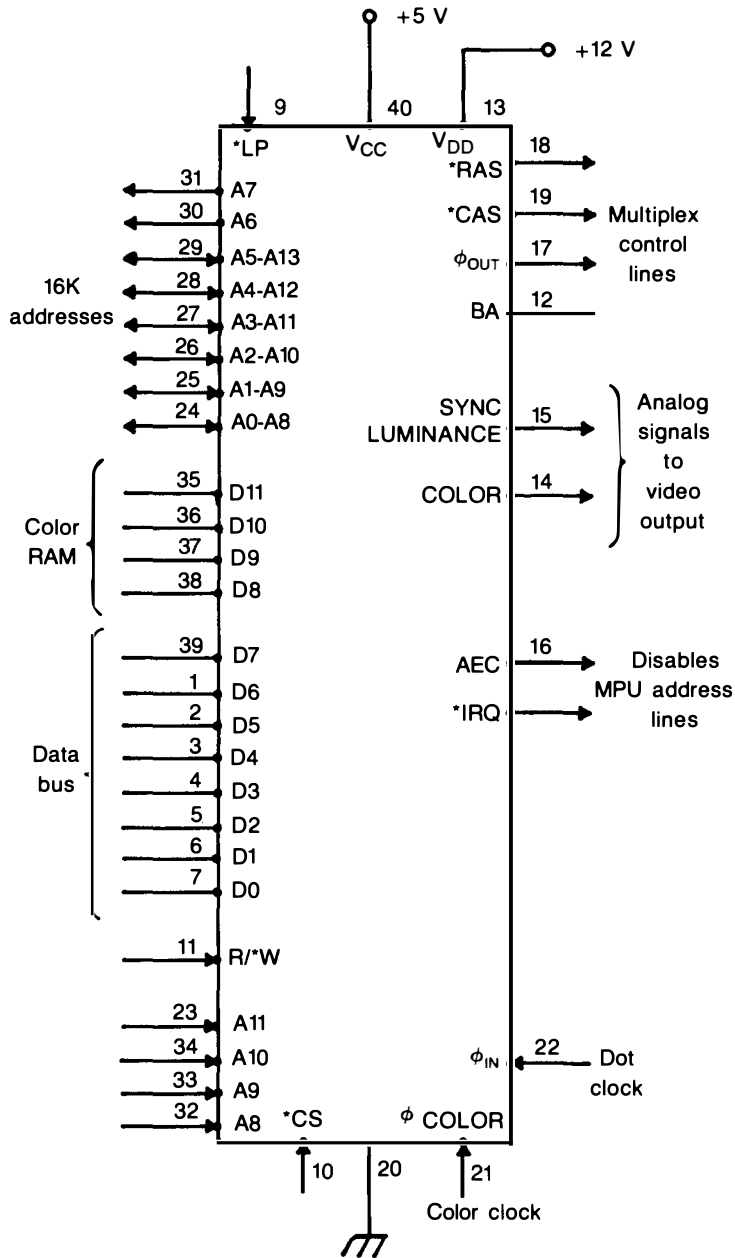 +5 V
+12 V
9
40
13
*LP
VCC
VDD
*RAS
18
*CAS
19
ϕOUT
17
BA
12
Multiplex
control
lines
31
A7
30
A6
29
A5-A13
28
A4-A12
27
A3-A11
26
A2-A10
25
A1-A9
24
A0-A8
16K
addresses
SYNC
LUMINANCE
15
COLOR
14
Analog
signals
to
video
output
35
D11
36
D10
37
D9
38
D8
Color
RAM
39
D7
1
D6
2
D5
3
D4
4
D3
5
D2
6
D1
7
D0
Data
bus
AEC
16
*IRQ
Disables
MPU address
lines
11
R/*W
23
A11
34
A10
33
A9
32
A8
ϕIN
22
Dot
clock
*CS
ϕ COLOR
10
20
21
Color clock